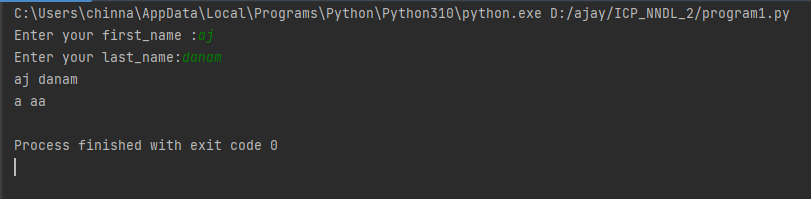 C:\Users\chinna\AppData\Local\Programs\Python\Python310\python.exe D:/ajay/ICP_NNDL_2/program1.py
Enter your first_name :aj
Enter your last_name:danam
aj danam
a aa
Process finished with exit code 0